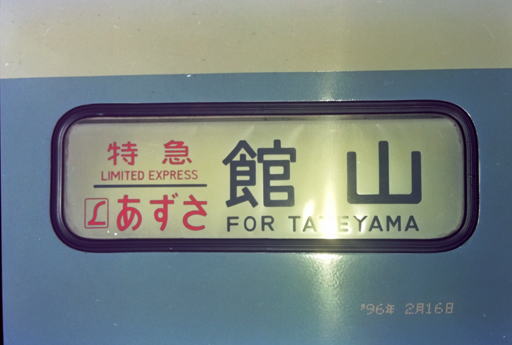 特急
LIMITED EXPRESS
L あずさ
館山
FOR TATEYAMA
'96年 2月16日